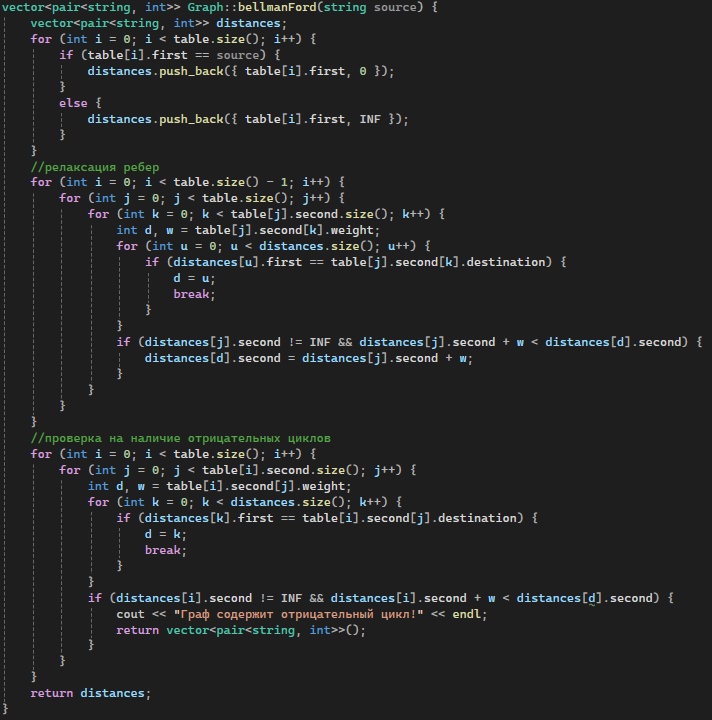 vector<pair<string, int>> Graph::bellmanFord(string source) {
    vector<pair<string, int>> distances;
    for (int i = 0; i < table.size(); i++) {
        if (table[i].first == source) {
            distances.push_back({ table[i].first, 0 });
        }
        else {
            distances.push_back({ table[i].first, INF });
        }
    }
    //релаксация ребер
    for (int i = 0; i < table.size() - 1; i++) {
        for (int j = 0; j < table.size(); j++) {
            for (int k = 0; k < table[j].second.size(); k++) {
                int d, w = table[j].second[k].weight;
                for (int u = 0; u < distances.size(); u++) {
                    if (distances[u].first == table[j].second[k].destination) {
                        d = u;
                        break;
                    }
                }
                if (distances[j].second != INF && distances[j].second + w < distances[d].second) {
                    distances[d].second = distances[j].second + w;
                }
            }
        }
    }
    //проверка на наличие отрицательных циклов
    for (int i = 0; i < table.size(); i++) {
        for (int j = 0; j < table[i].second.size(); j++) {
            int d, w = table[i].second[j].weight;
            for (int k = 0; k < distances.size(); k++) {
                if (distances[k].first == table[i].second[j].destination) {
                    d = k;
                    break;
                }
            }
            if (distances[i].second != INF && distances[i].second + w < distances[d].second) {
                cout << "Граф содержит отрицательный цикл!" << endl;
                return vector<pair<string, int>>();
            }
        }
    }
    return distances;
}